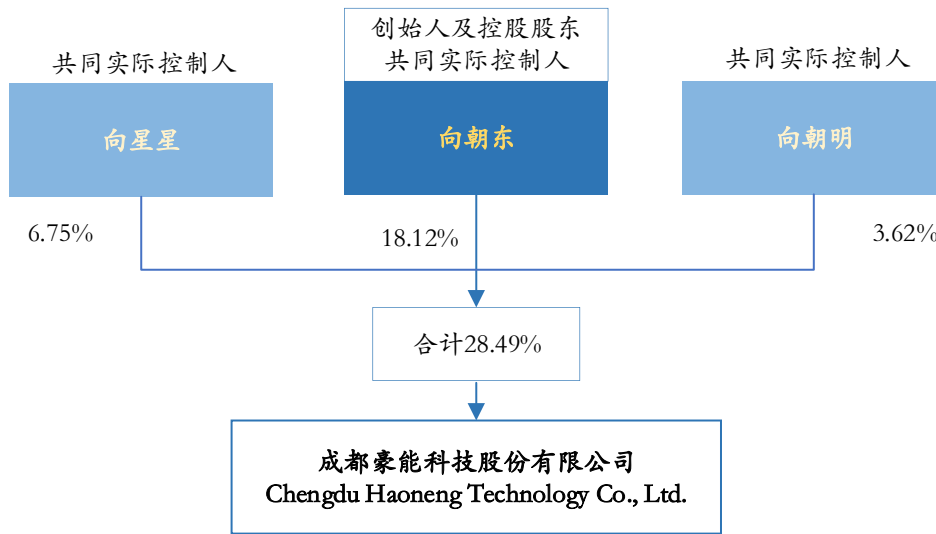 共同实际控制人
创始人及控股股东
共同实际控制人
共同实际控制人
向星星
向朝东
向朝明
6.75%
18.12%
3.62%
合计28.49%
成都豪能科技股份有限公司
Chengdu Haoneng Technology Co., Ltd.